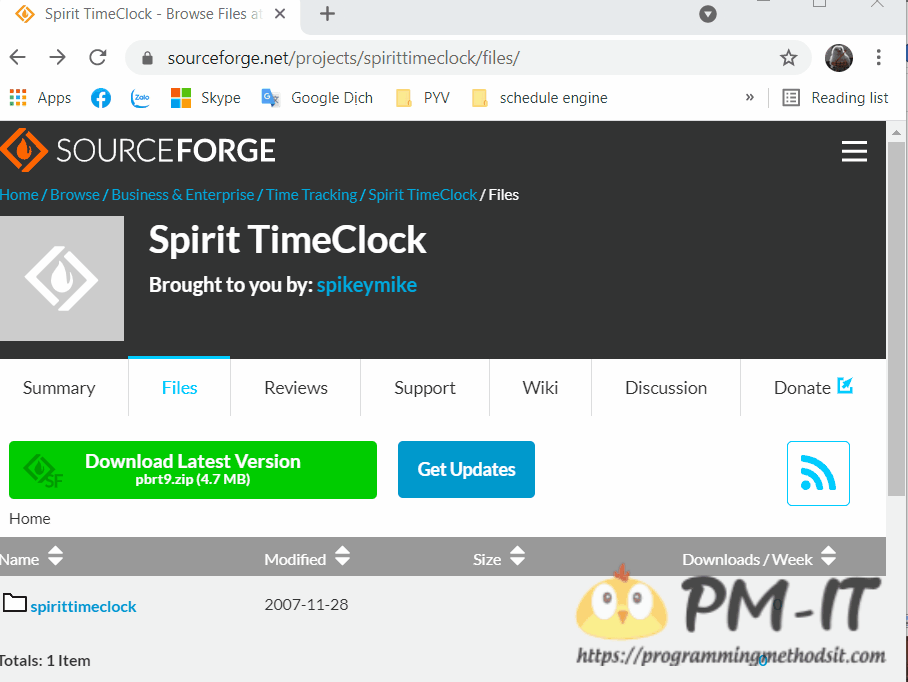 Spirit TimeClock - Browse Files at
sourceforge.net/projects/spirittimeclock/files/
Apps Zalo Skype Google Dịch PYV schedule engine » Reading list
SOURCEFORGE
Home / Browse / Business & Enterprise / Time Tracking / Spirit TimeClock / Files
Spirit TimeClock
Brought to you by: spikeymike
Summary Files Reviews Support Wiki Discussion Donate
Download Latest Version
pbrt9.zip (4.7 MB)
SF
Get Updates
Home
Name Modified Size Downloads / Week
spirittimeclock 2007-11-28 0
PM-IT
https://programmingmethodsit.com
Totals: 1 Item 0